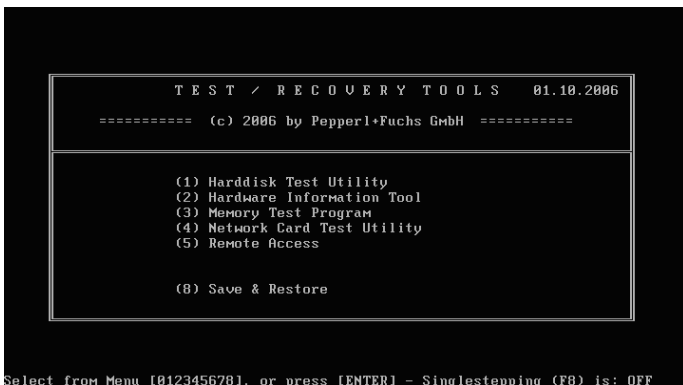 T E S T / R E C O V E R Y T O O L S 01.10.2006
=========== (c) 2006 by Pepperl+Fuchs GmbH ===========
(1) Harddisk Test Utility
(2) Hardware Information Tool
(3) Memory Test Program
(4) Network Card Test Utility
(5) Remote Access
(8) Save & Restore
Select from Menu [012345678], or press [ENTER] - Singlestepping (F8) is: OFF